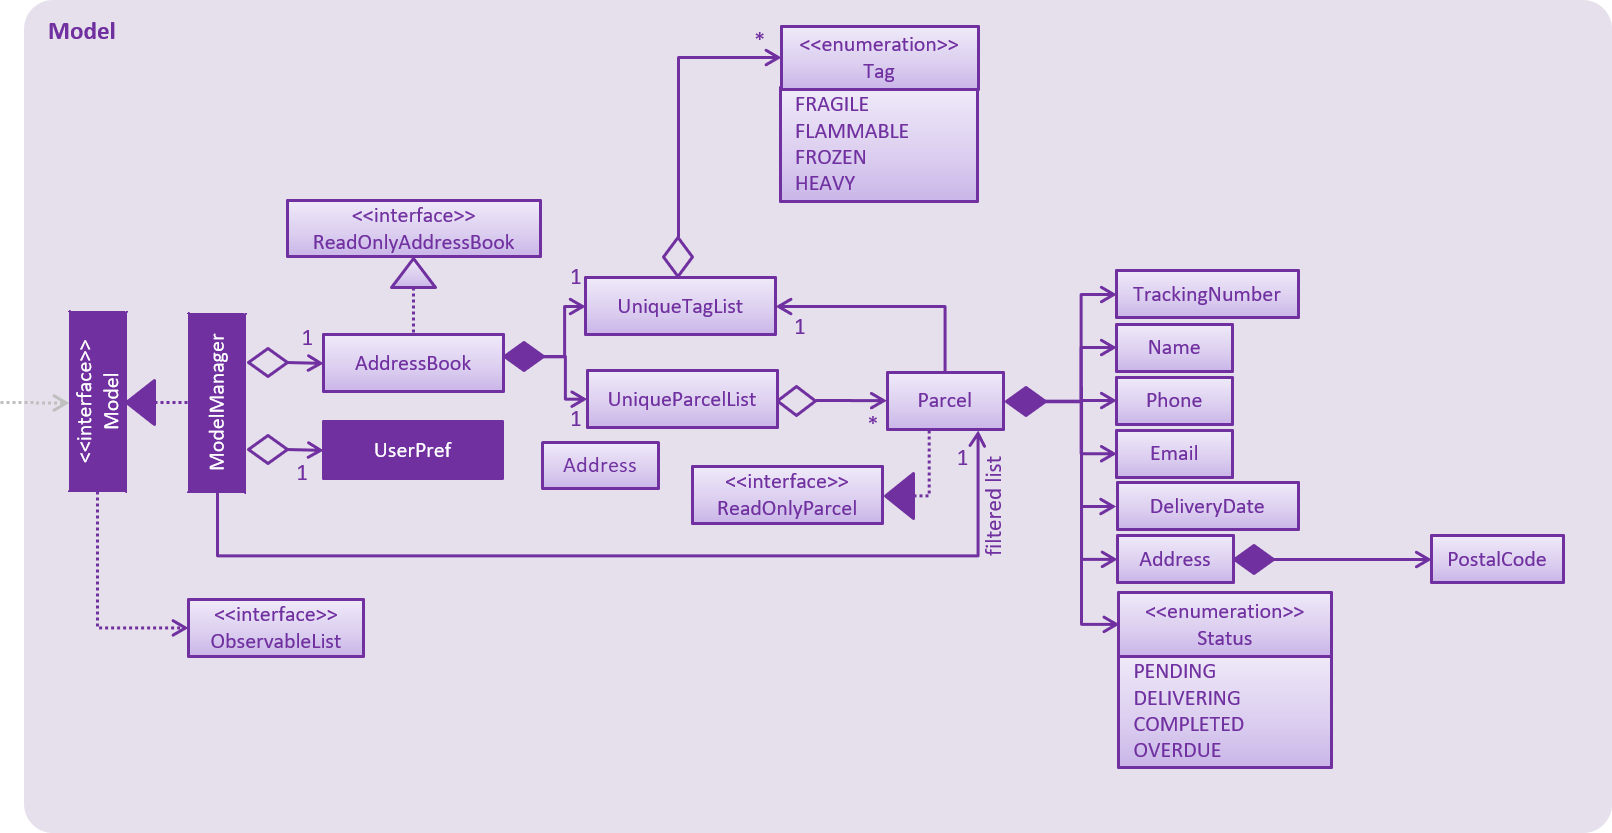 Model
*
<<enumeration>>
Tag
FRAGILE
FLAMMABLE
FROZEN
HEAVY
<<interface>>
ReadOnlyAddressBook
1
UniqueTagList
1
TrackingNumber
<<interface>>
Model
ModelManager
1
AddressBook
Name
UniqueParcelList
1
Parcel
*
Phone
UserPref
1
Address
Email
1
filtered list
<<interface>>
ReadOnlyParcel
DeliveryDate
Address
PostalCode
<<interface>>
ObservableList
<<enumeration>>
Status
PENDING
DELIVERING
COMPLETED
OVERDUE